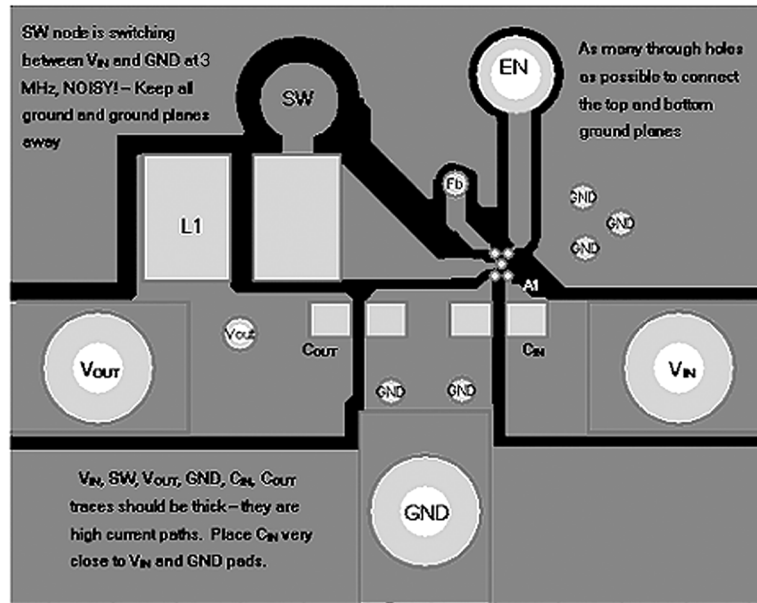 SW node is switching
between VIN and GND at 3
MHz, NOISY! – Keep all
ground and ground planes
away
SW
EN
As many through holes
as possible to connect
the top and bottom
ground planes
Fb
L1
GND
GND
GND
A1
Vout
COUT
CIN
VOUT
VIN
GND
GND
VIN, SW, VOUT, GND, CIN, COUT
traces should be thick – they are
high current paths. Place CIN very
close to VIN and GND pads.
GND